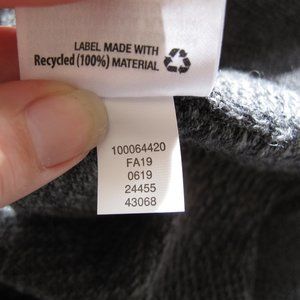 LABEL MADE WITH
Recycled (100%) MATERIAL
100064420
FA19
0619
24455
43068